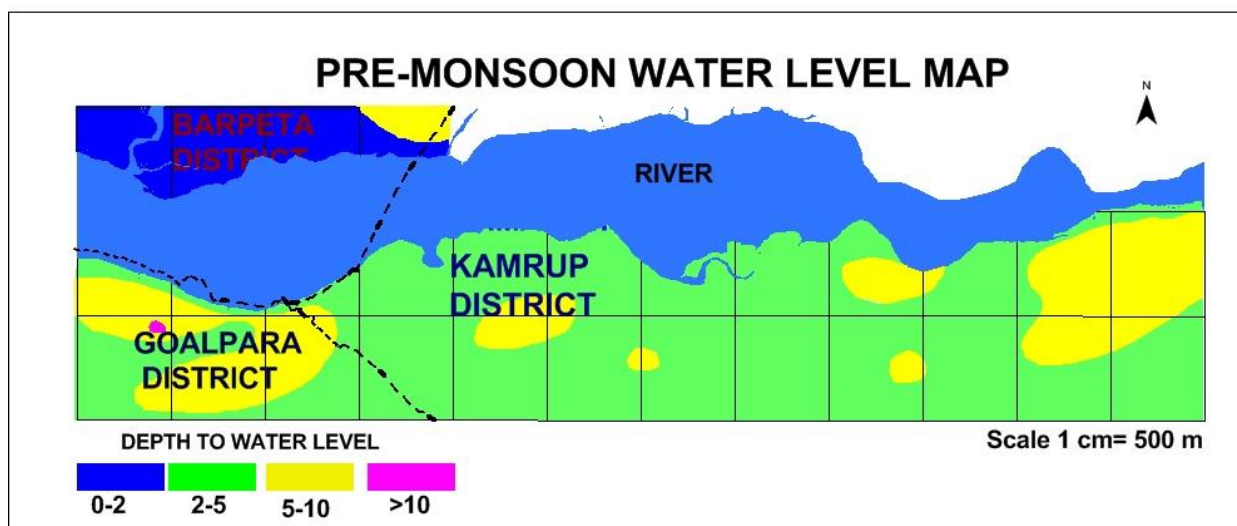 PRE-MONSOON WATER LEVEL MAP
N
BARPETA
DISTRICT
RIVER
KAMRUP
DISTRICT
GOALPARA
DISTRICT
DEPTH TO WATER LEVEL
Scale 1 cm= 500 m
0-2 2-5 5-10 >10